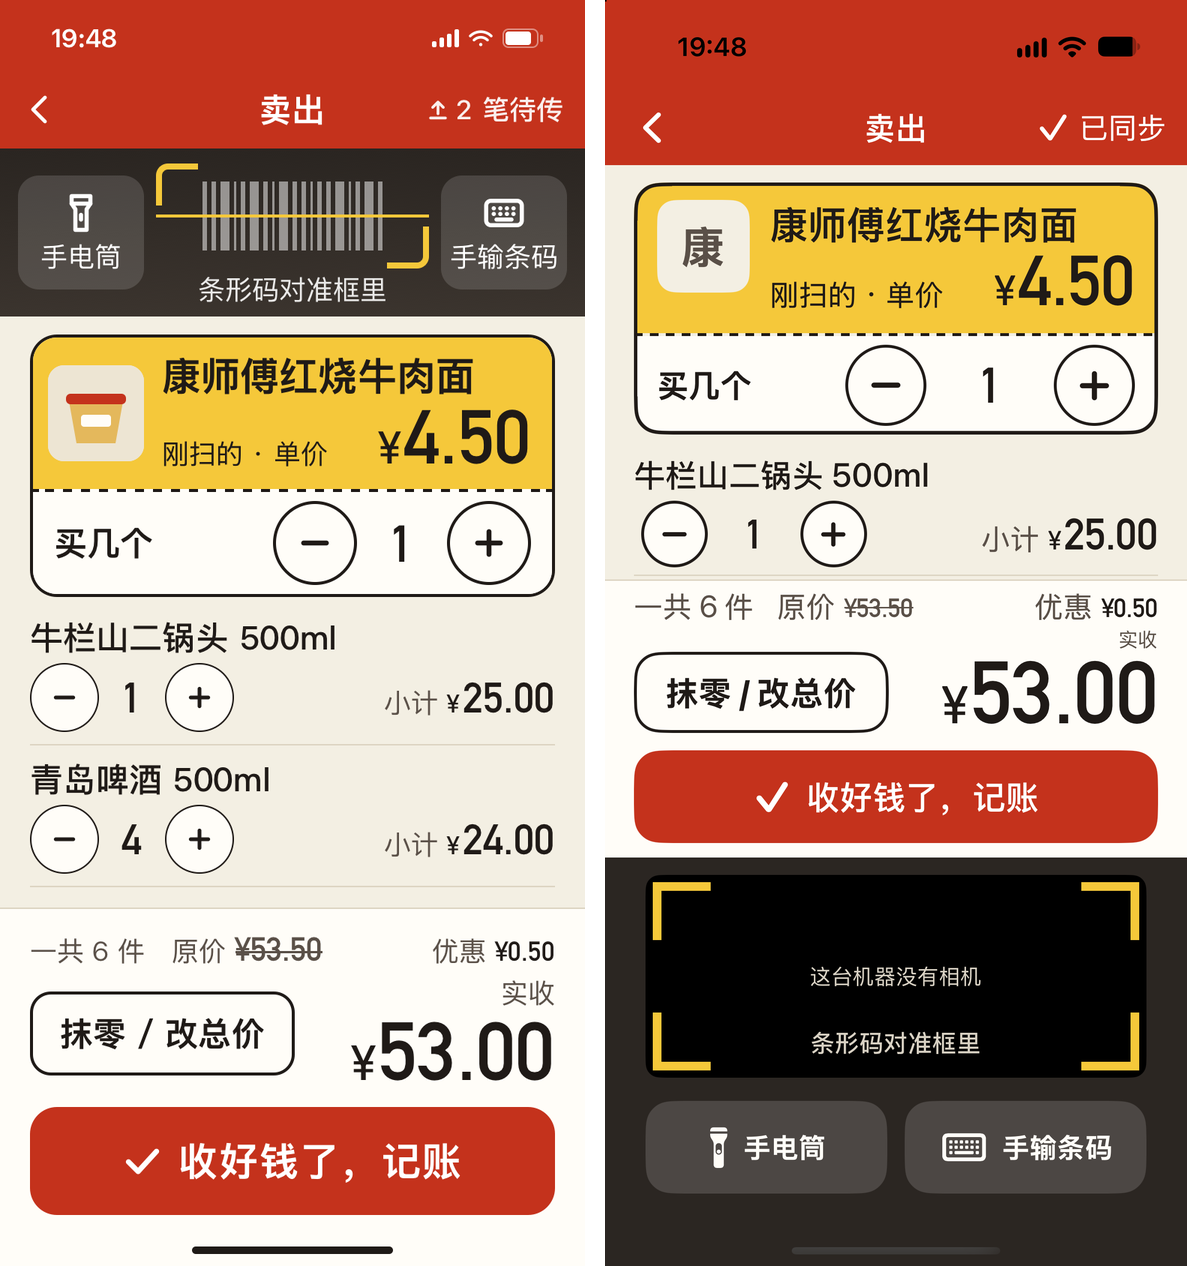 19:48
卖出
2 笔待传
手电筒
条形码对准框里
手输条码
康师傅红烧牛肉面
刚扫的 · 单价 ¥4.50
买几个 1
牛栏山二锅头 500ml
1 小计 ¥25.00
青岛啤酒 500ml
4 小计 ¥24.00
一共 6 件 原价 ¥53.50 优惠 ¥0.50
实收
抹零 / 改总价 ¥53.00
收好钱了，记账
19:48
卖出
已同步
康
康师傅红烧牛肉面
刚扫的 · 单价 ¥4.50
买几个 1
牛栏山二锅头 500ml
1 小计 ¥25.00
一共 6 件 原价 ¥53.50 优惠 ¥0.50
实收
抹零 / 改总价 ¥53.00
收好钱了，记账
这台机器没有相机
条形码对准框里
手电筒
手输条码